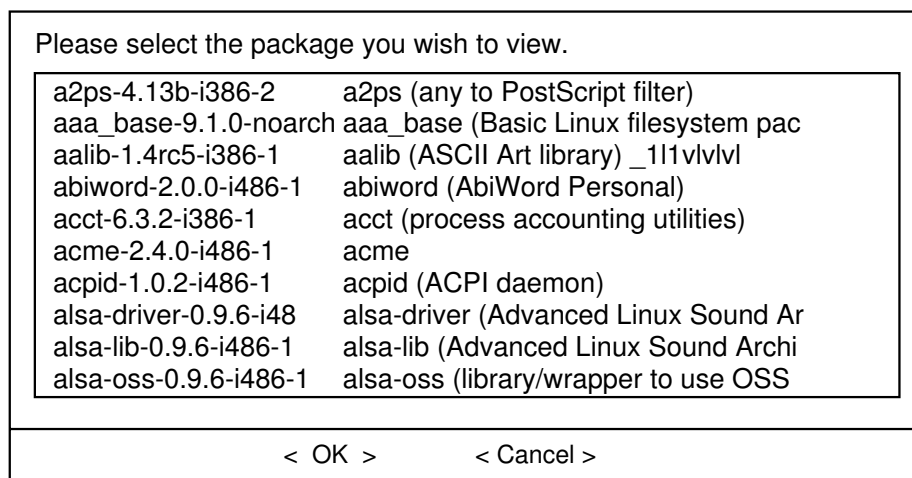 Please select the package you wish to view.
a2ps-4.13b-i386-2 a2ps (any to PostScript filter)
aaa_base-9.1.0-noarch aaa_base (Basic Linux filesystem pac
aalib-1.4rc5-i386-1 aalib (ASCII Art library) _1l1vlvlvl
abiword-2.0.0-i486-1 abiword (AbiWord Personal)
acct-6.3.2-i386-1 acct (process accounting utilities)
acme-2.4.0-i486-1 acme
acpid-1.0.2-i486-1 acpid (ACPI daemon)
alsa-driver-0.9.6-i48 alsa-driver (Advanced Linux Sound Ar
alsa-lib-0.9.6-i486-1 alsa-lib (Advanced Linux Sound Archi
alsa-oss-0.9.6-i486-1 alsa-oss (library/wrapper to use OSS
< OK > < Cancel >